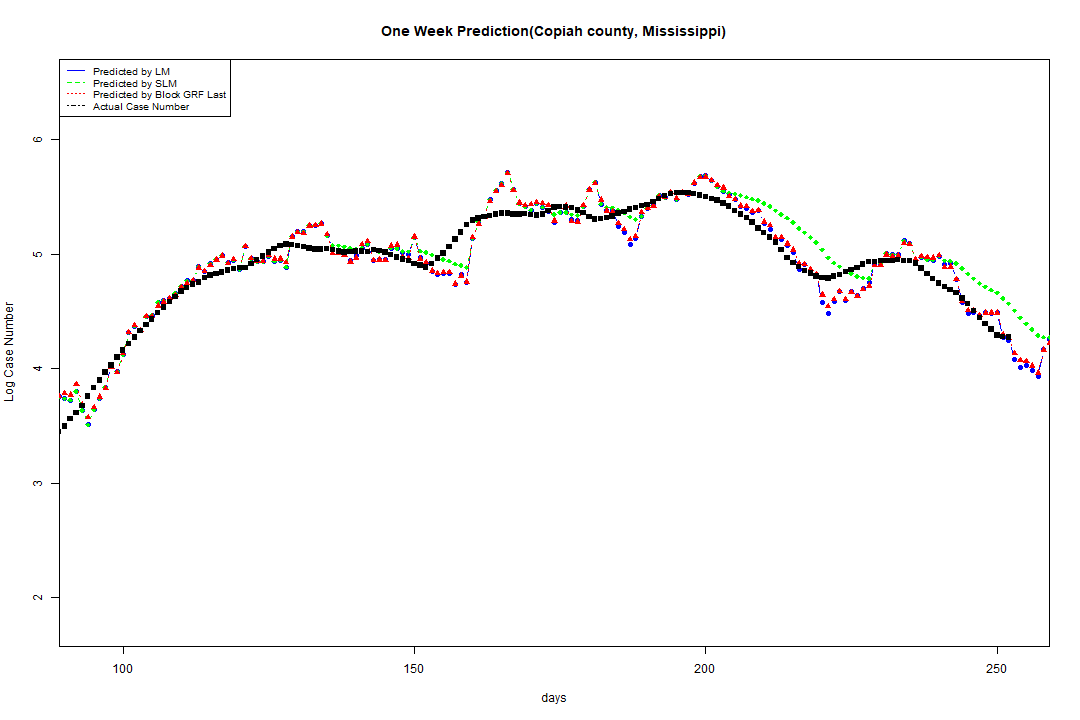 One Week Prediction(Copiah county, Mississippi)
Predicted by LM
Predicted by SLM
Predicted by Block GRF Last
Actual Case Number
6
5
4
3
2
Log Case Number
100 150 200 250
days